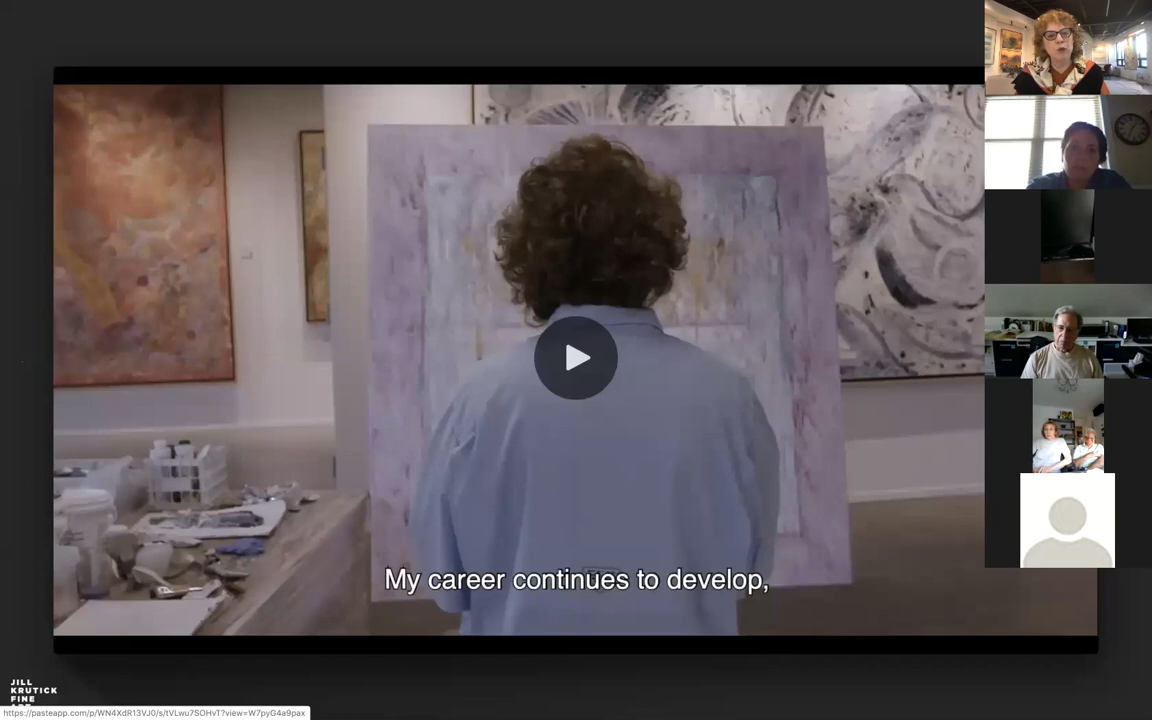 My career continues to develop,
JILL
KRUTICK
FINE
https://pasteapp.com/p/WN4XdR13VJ0/s/tVLwu7SOHvT?view=W7pyG4a9pax